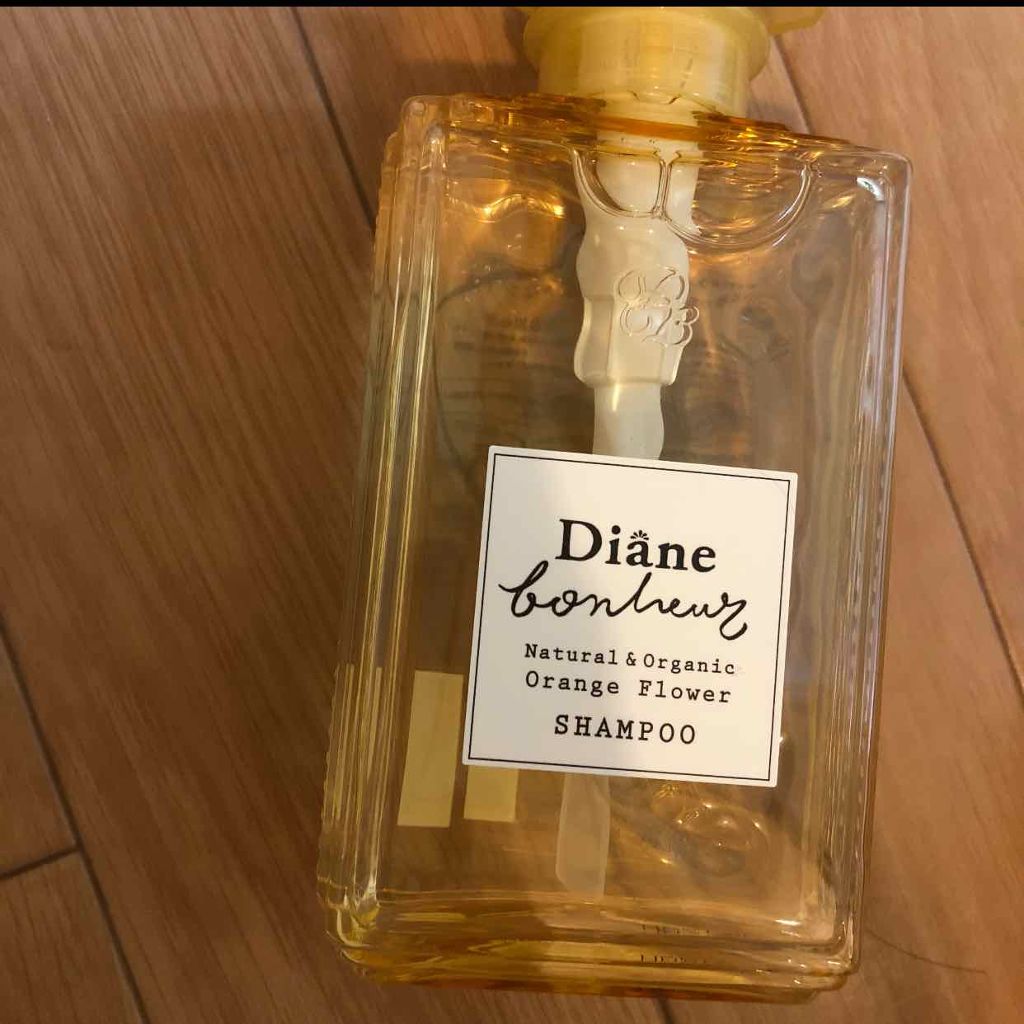 Diane
bonheur
Natural & Organic
Orange Flower
SHAMPOO